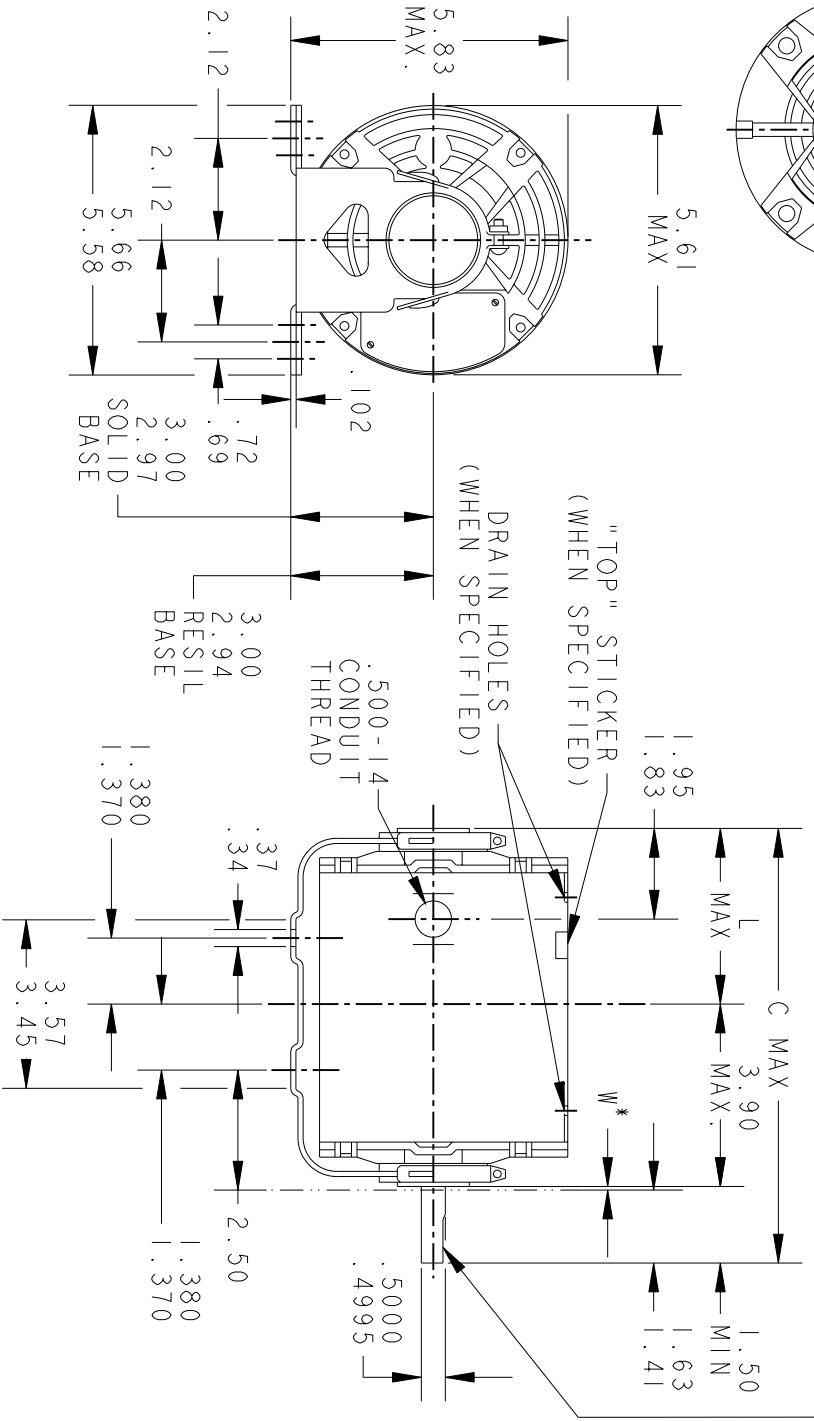 5.61
MAX
5.83
MAX.
2.12
2.12
5.66
5.58
.102
.72
.69
3.00
2.97
SOLID
BASE
3.00
2.94
RESIL
BASE
"TOP" STICKER
(WHEN SPECIFIED)
DRAIN HOLES
(WHEN SPECIFIED)
.500-14
CONDUIT
THREAD
1.95
1.83
L
MAX
C MAX
3.90
MAX.
W*
1.50
MIN
1.63
1.41
.5000
.4995
2.50
1.380
1.370
1.380
1.370
.37
.34
3.57
3.45